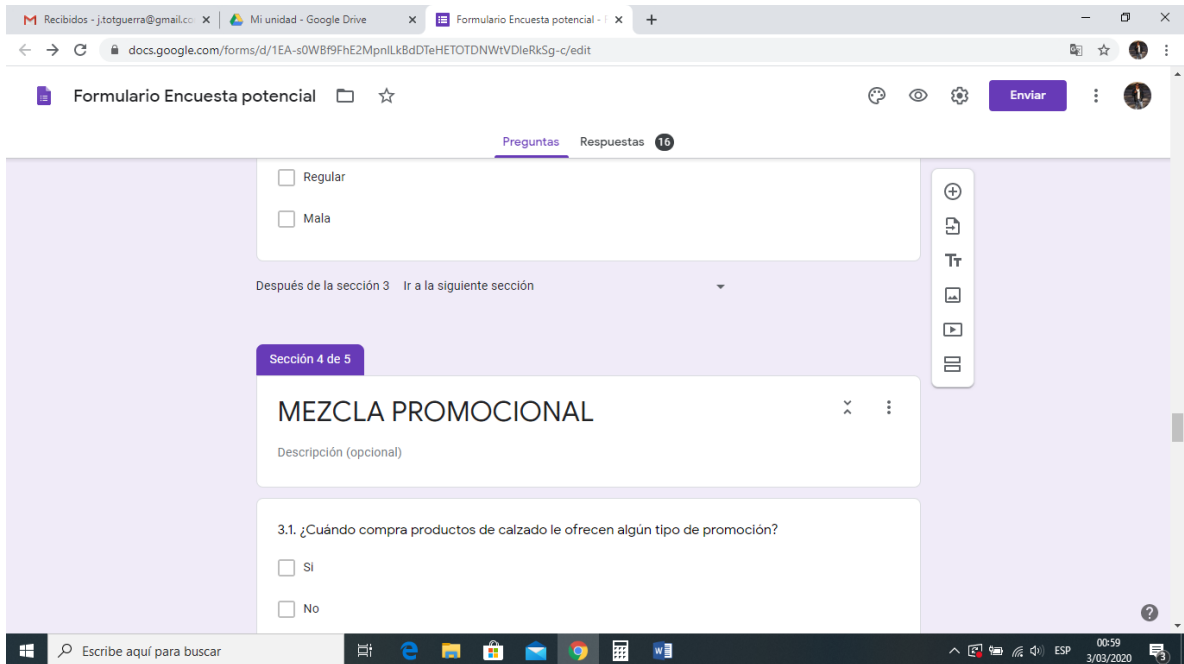 Recibidos - j.totguerra@gmail.co
Mi unidad - Google Drive
Formulario Encuesta potencial -
docs.google.com/forms/d/1EA-s0WBf9FhE2MpnlLkBdDTeHETOTDNWtVDIeRkSg-c/edit
Formulario Encuesta potencial
Enviar
Preguntas Respuestas 16
Regular
Mala
Después de la sección 3 Ir a la siguiente sección
Tт
Sección 4 de 5
MEZCLA PROMOCIONAL
Descripción (opcional)
3.1. ¿Cuándo compra productos de calzado le ofrecen algún tipo de promoción?
Si
No
Escribe aquí para buscar
ESP
00:59
3/03/2020
3